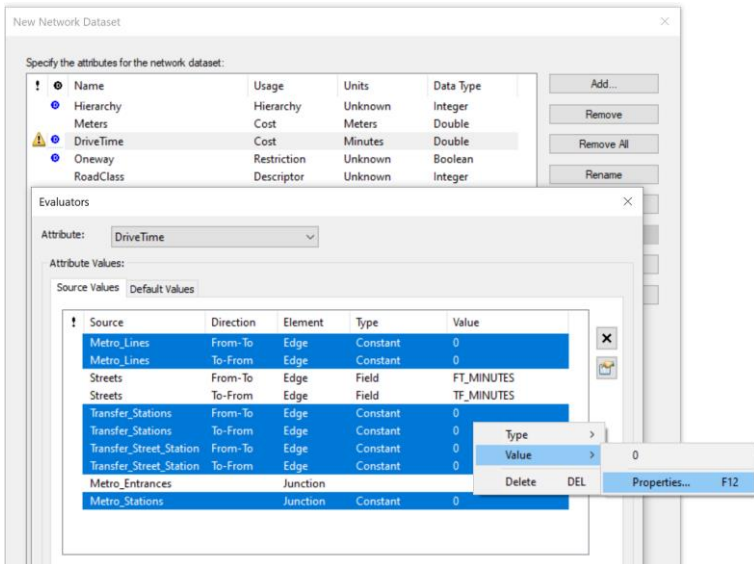 New Network Dataset
Specify the attributes for the network dataset:
! Name Usage Units Data Type
Hierarchy Hierarchy Unknown Integer
Meters Cost Meters Double
DriveTime Cost Minutes Double
Oneway Restriction Unknown Boolean
RoadClass Descriptor Unknown Integer
Add...
Remove
Remove All
Rename
Evaluators
Attribute: DriveTime
Attribute Values:
Source Values Default Values
! Source Direction Element Type Value
Metro_Lines From-To Edge Constant 0
Metro_Lines To-From Edge Constant 0
Streets From-To Edge Field FT_MINUTES
Streets To-From Edge Field TF_MINUTES
Transfer_Stations From-To Edge Constant 0
Transfer_Stations To-From Edge Constant 0
Transfer_Street_Station From-To Edge Constant 0
Transfer_Street_Station To-From Edge Constant 0
Metro_Entrances Junction
Metro_Stations Junction Constant 0
Type
Value
Delete DEL
0
Properties... F12